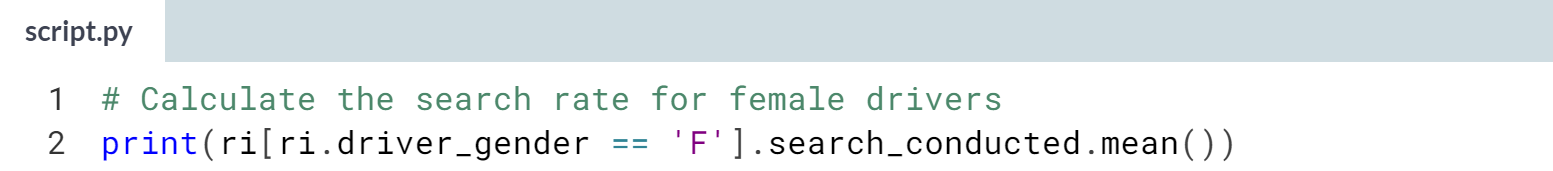 script.py
1 # Calculate the search rate for female drivers
2 print(ri[ri.driver_gender == 'F'].search_conducted.mean())